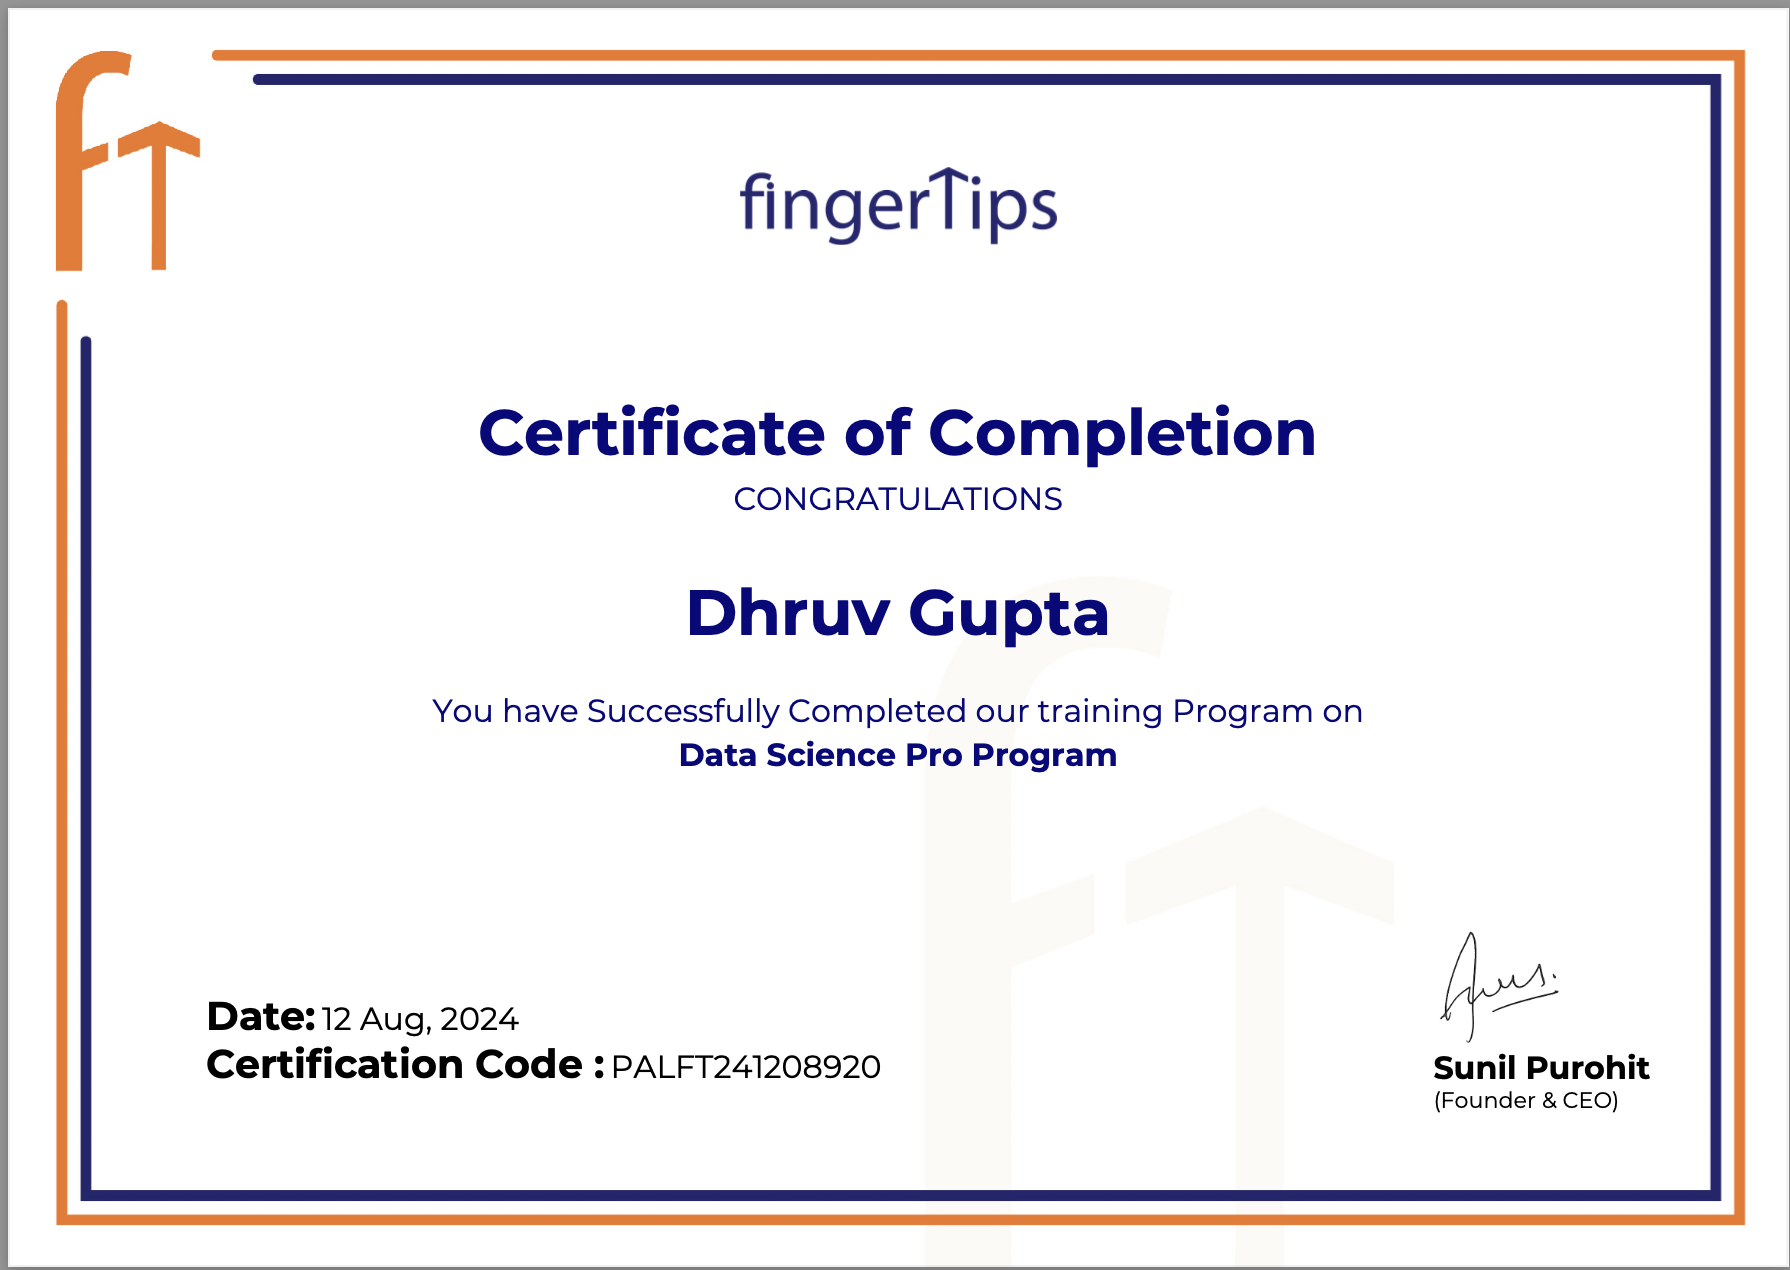 fingerTips
Certificate of Completion
CONGRATULATIONS
Dhruv Gupta
You have Successfully Completed our training Program on
Data Science Pro Program
Date: 12 Aug, 2024
Certification Code : PALFT241208920
Sunil Purohit
(Founder & CEO)